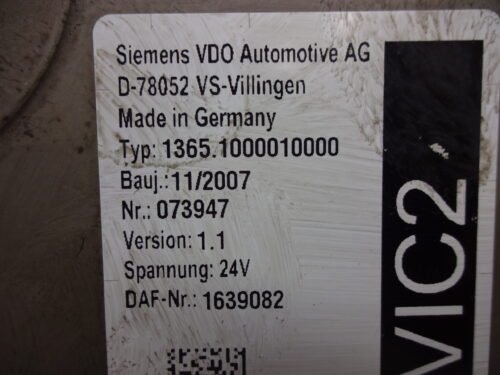 Siemens VDO Automotive AG
D-78052 VS-Villingen
Made in Germany
Typ: 1365.1000010000
Bauj.: 11/2007
Nr.: 073947
Version: 1.1
Spannung: 24V
DAF-Nr.: 1639082
VIC2